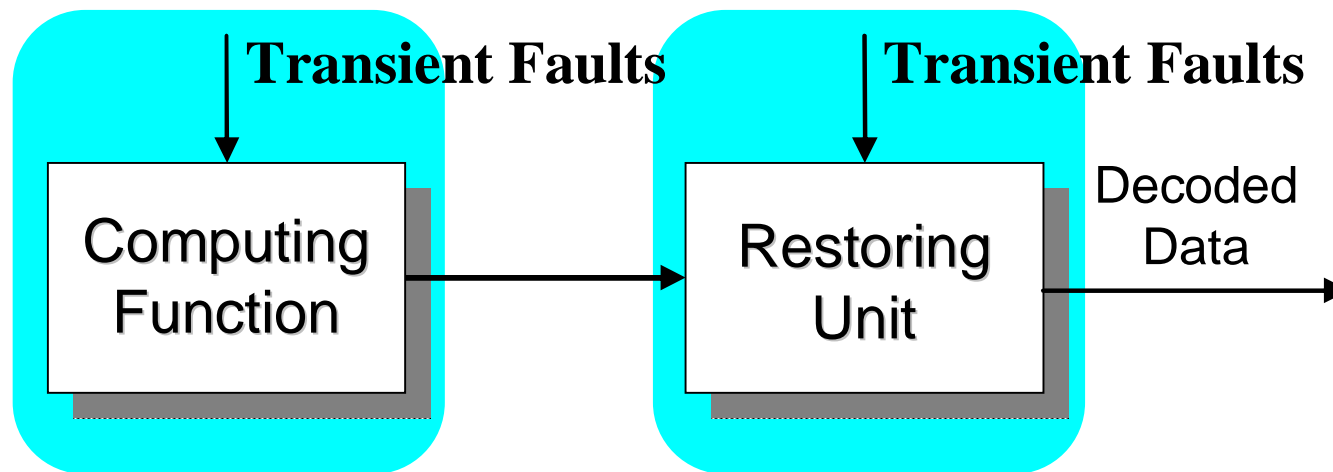 Transient Faults
Transient Faults
Computing
Function
Restoring
Unit
Decoded
Data